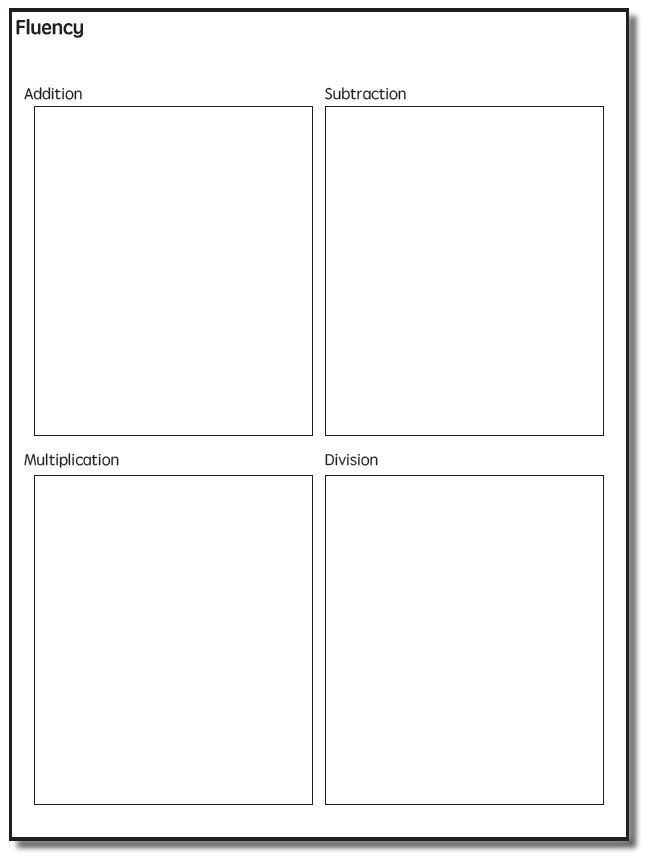 Fluency
Addition
Subtraction
Multiplication
Division